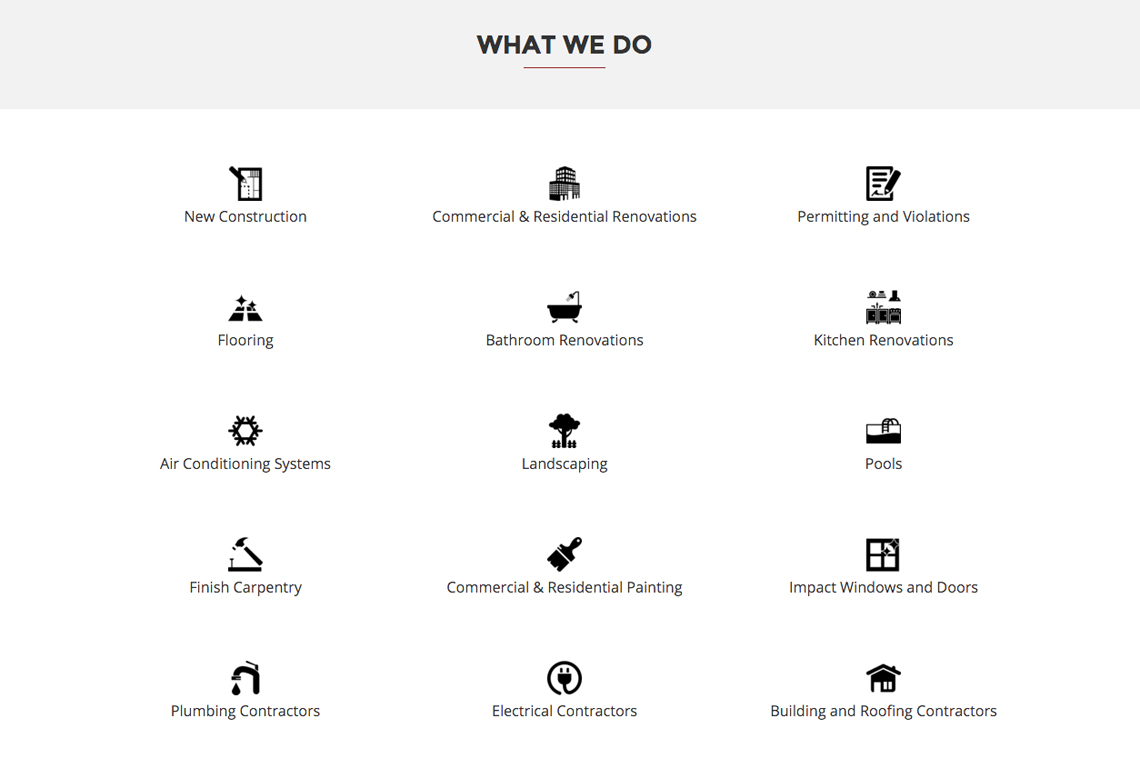 WHAT WE DO
New Construction
Commercial & Residential Renovations
Permitting and Violations
Flooring
Bathroom Renovations
Kitchen Renovations
Air Conditioning Systems
Landscaping
Pools
Finish Carpentry
Commercial & Residential Painting
Impact Windows and Doors
Plumbing Contractors
Electrical Contractors
Building and Roofing Contractors